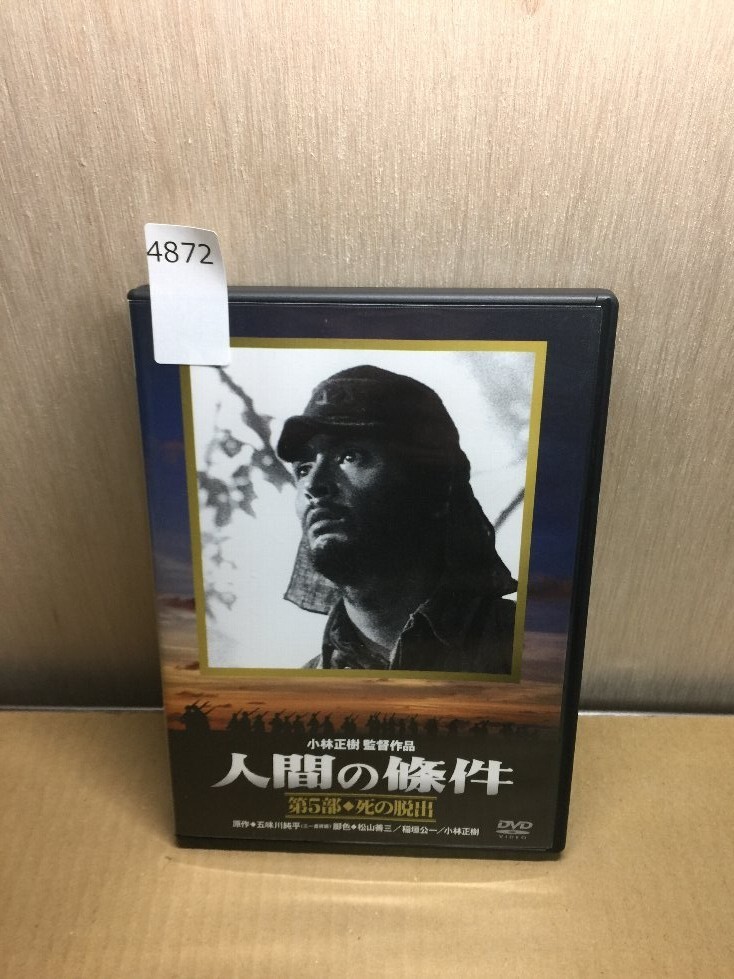 4872
小林正樹 監督作品
人間の條件
第5部◆死の脱出
原作◆五味川純平 脚色◆松山善三/稲垣公一/小林正樹
DVD
VIDEO